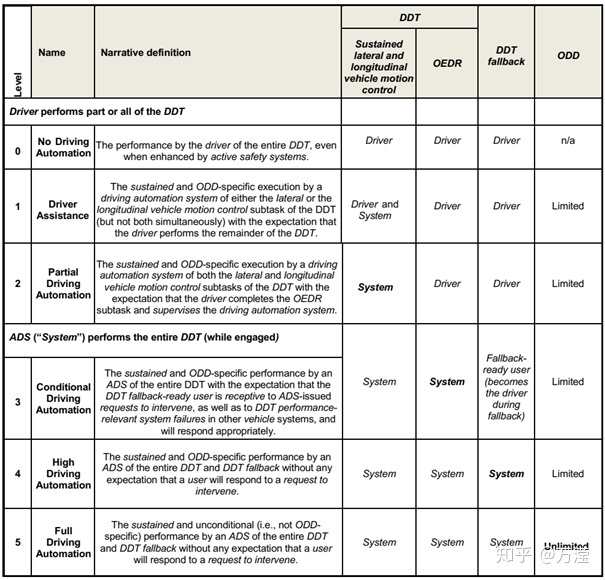 DDT
Level
Name
Narrative definition
Sustained
lateral and
longitudinal
vehicle motion
control
OEDR
DDT
fallback
ODD
Driver performs part or all of the DDT
0
No Driving
Automation
The performance by the driver of the entire DDT, even
when enhanced by active safety systems.
Driver
Driver
Driver
n/a
1
Driver
Assistance
The sustained and ODD-specific execution by a
driving automation system of either the lateral or the
longitudinal vehicle motion control subtask of the DDT
(but not both simultaneously) with the expectation that
the driver performs the remainder of the DDT.
Driver and
System
Driver
Driver
Limited
2
Partial
Driving
Automation
The sustained and ODD-specific execution by a driving
automation system of both the lateral and longitudinal
vehicle motion control subtasks of the DDT with the
expectation that the driver completes the OEDR
subtask and supervises the driving automation system.
System
Driver
Driver
Limited
ADS (“System”) performs the entire DDT (while engaged)
3
Conditional
Driving
Automation
The sustained and ODD-specific performance by an
ADS of the entire DDT with the expectation that the
DDT fallback-ready user is receptive to ADS-issued
requests to intervene, as well as to DDT performance-
relevant system failures in other vehicle systems, and
will respond appropriately.
System
System
Fallback-
ready user
(becomes
the driver
during
fallback)
Limited
4
High
Driving
Automation
The sustained and ODD-specific performance by an
ADS of the entire DDT and DDT fallback without any
expectation that a user will respond to a request to
intervene.
System
System
System
Limited
5
Full
Driving
Automation
The sustained and unconditional (i.e., not ODD-
specific) performance by an ADS of the entire DDT
and DDT fallback without any expectation that a user
will respond to a request to intervene.
System
System
System
Unlimited
知乎 @万滢